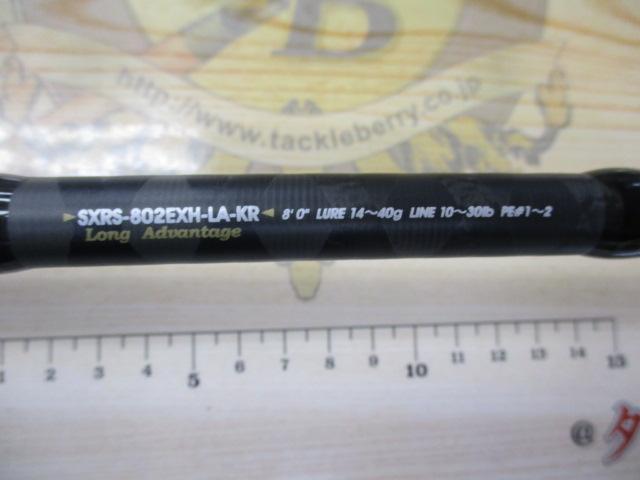 B
http://www.tackleberry.co.jp
SXRS-802EXH-LA-KR 8'0" LURE 14~40g LINE 10~30lb PE#1~2
Long Advantage
1 2 3 4 5 6 7 8 9 10 11 12 13 14 15
@